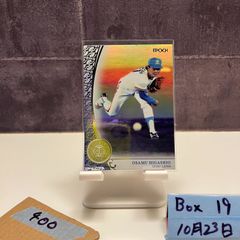 EPOCH
OSAMU HIGASHIO
400
Box 19
10月23日